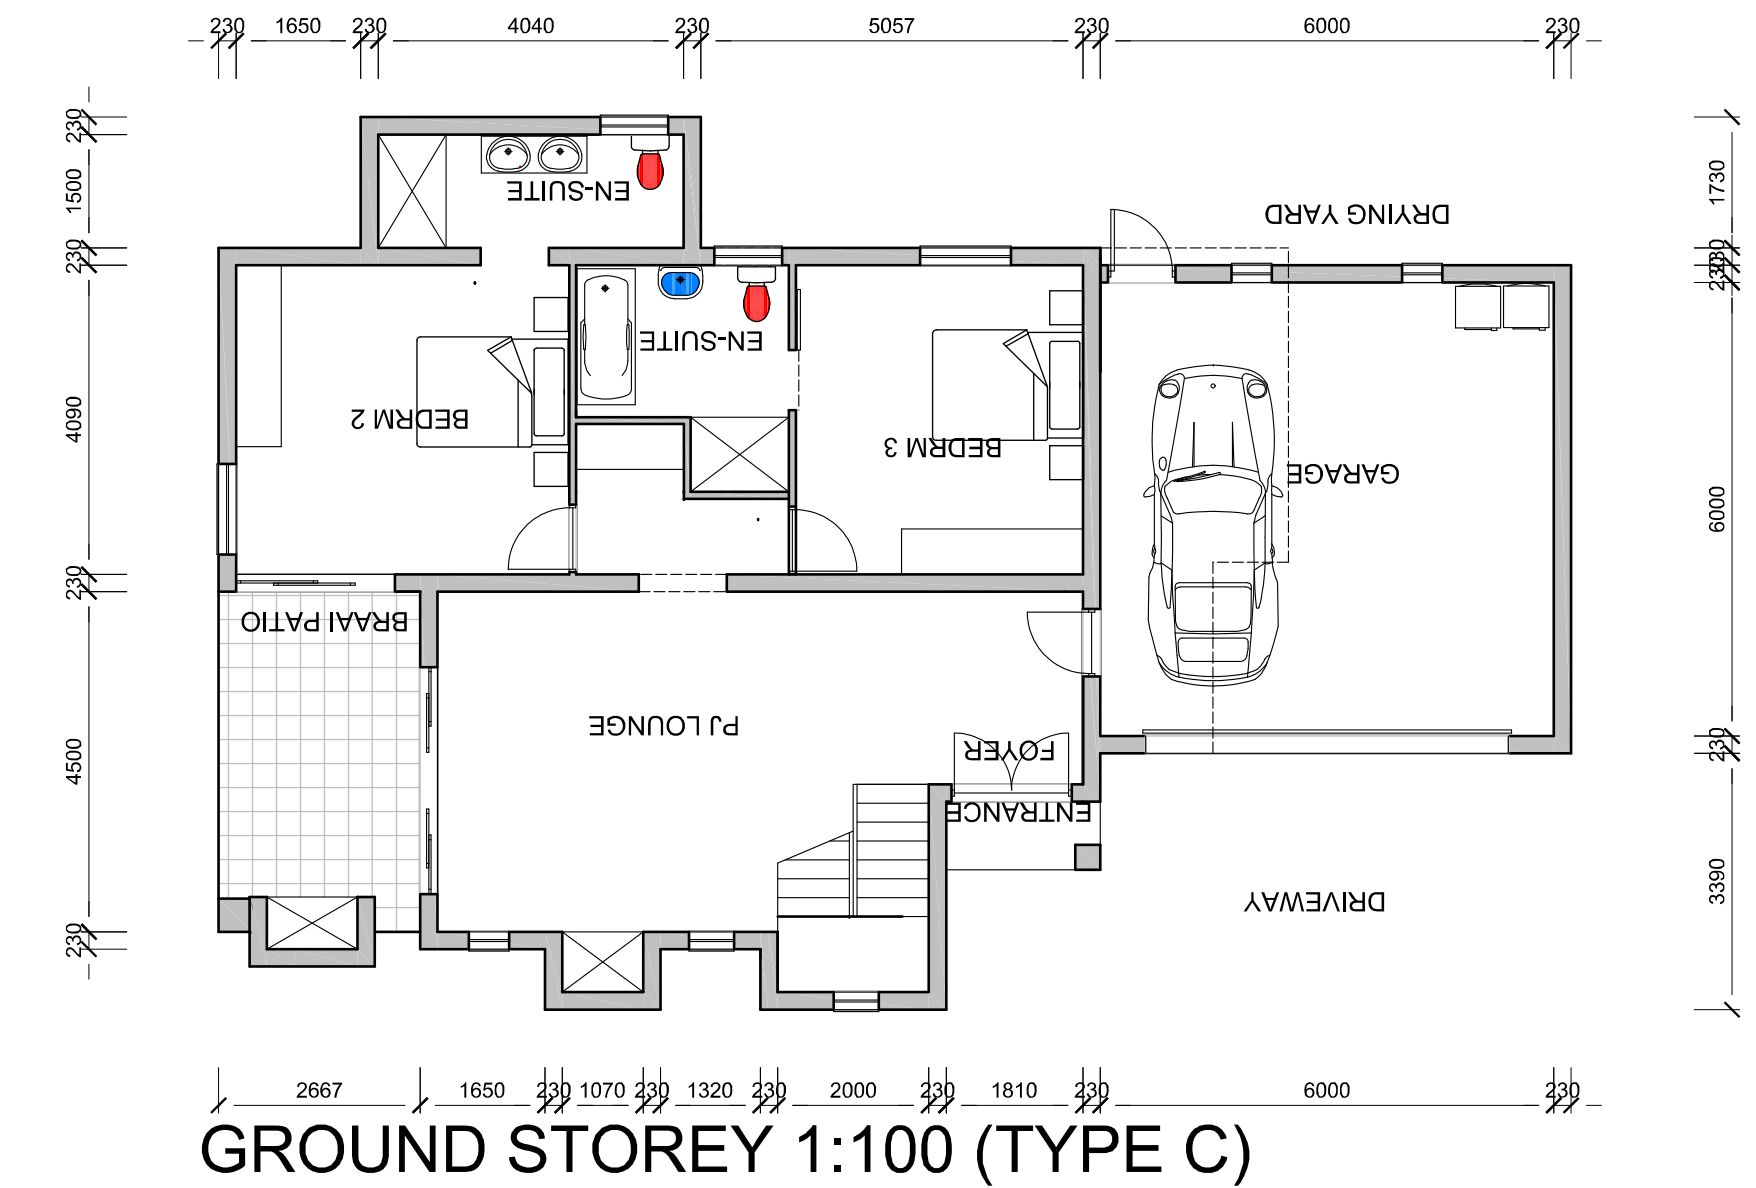 230 1650 230 4040 230 5057 230 6000 230
230
1500
230
4090
230
4500
230
1730
230
230
6000
230
3390
EN-SUITE
DRYING YARD
EN-SUITE
BEDRM 2
BEDRM 3
GARAGE
BRAAI PATIO
PJ LOUNGE
FOYER
ENTRANCE
DRIVEWAY
2667 1650 230 1070 230 1320 230 2000 230 1810 230 6000 230
GROUND STOREY 1:100 (TYPE C)